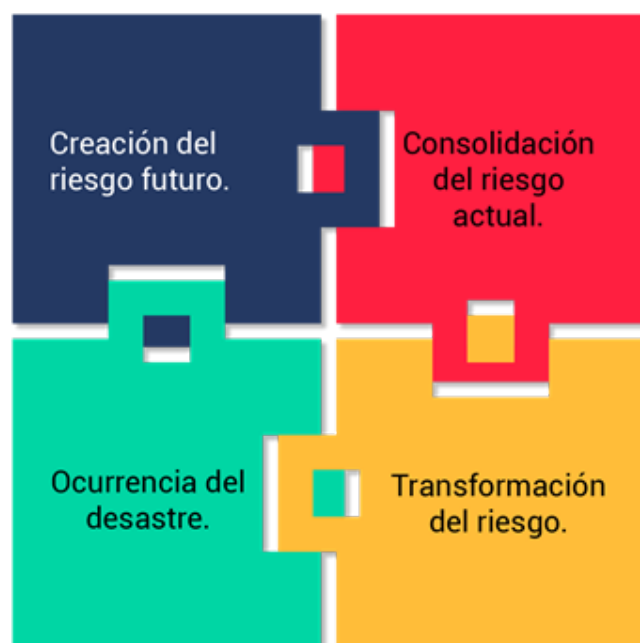 Creación del
riesgo futuro.
Consolidación
del riesgo
actual.
Ocurrencia del
desastre.
Transformación
del riesgo.